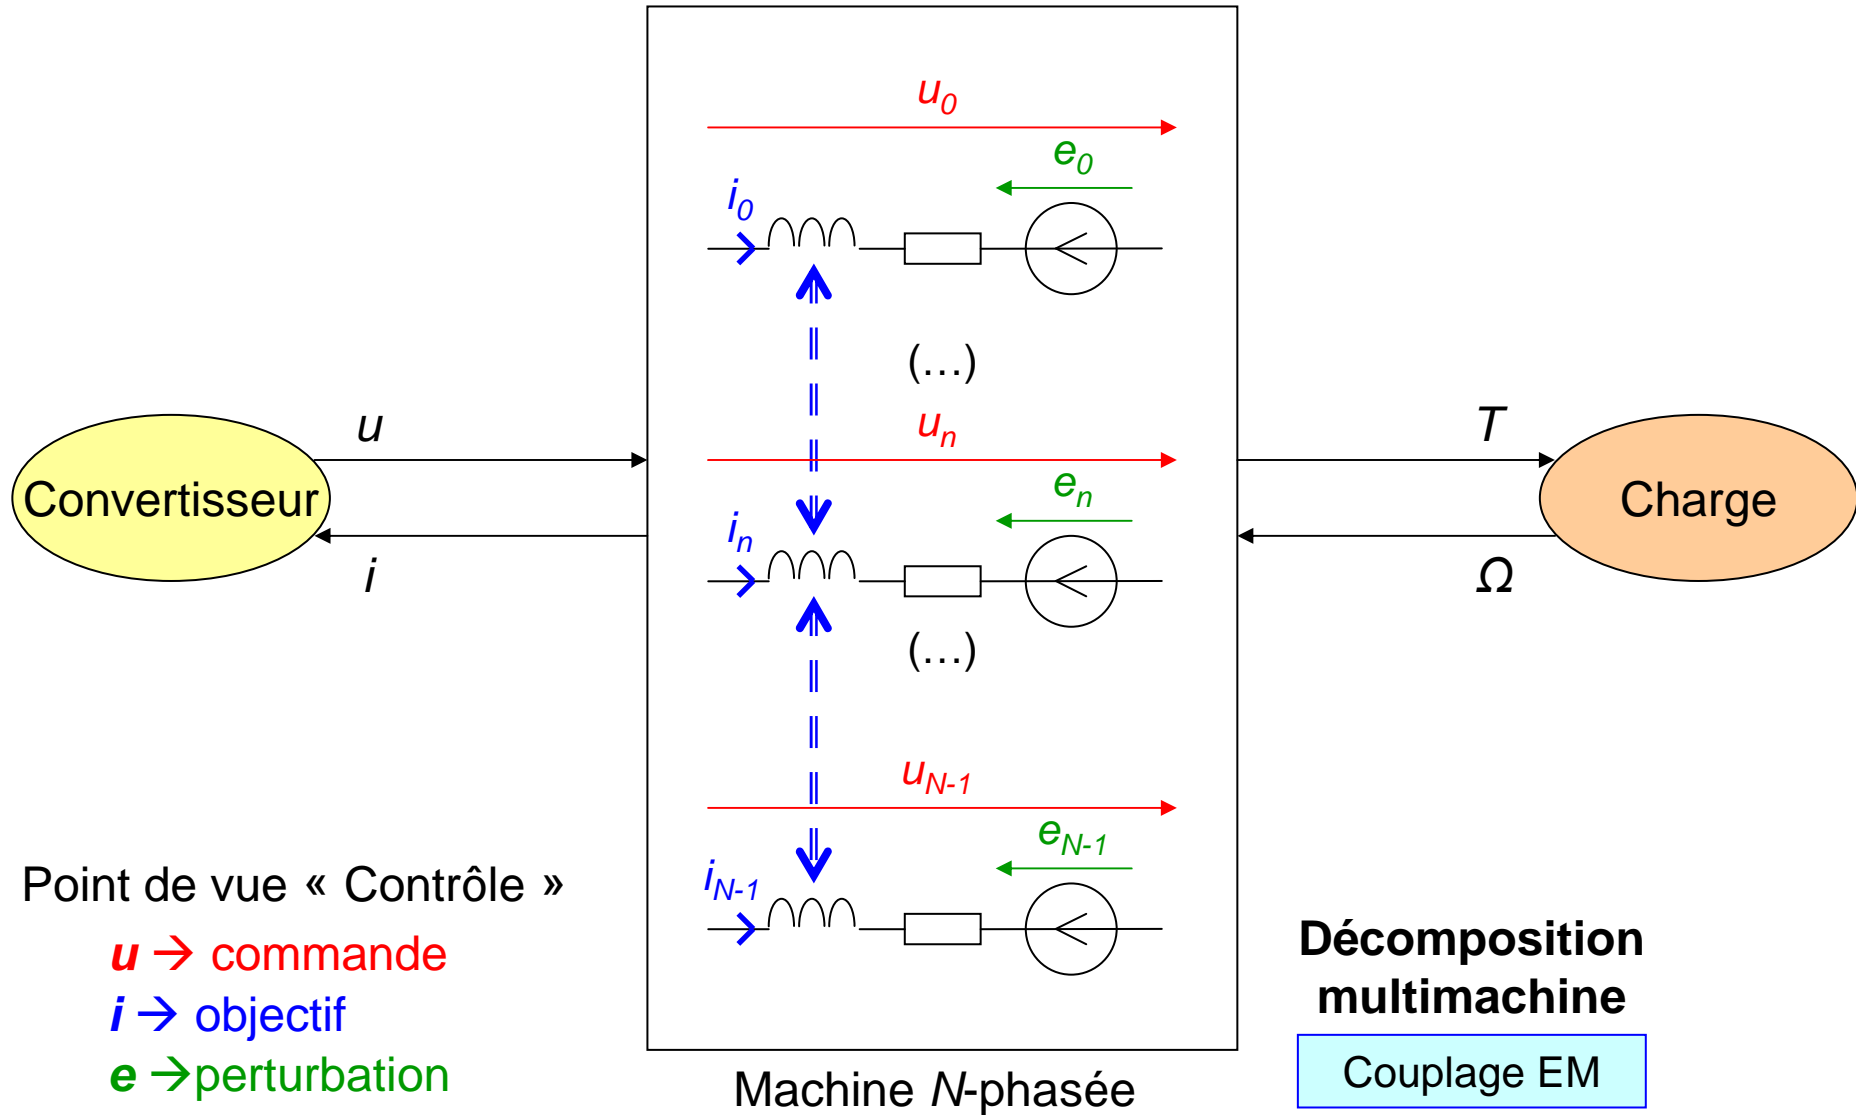 u0
e0
i0
(…)
u
un
T
en
Convertisseur
Charge
in
i
Ω
(…)
uN-1
eN-1
iN-1
Point de vue « Contrôle »
u → commande
i → objectif
e →perturbation
Décomposition
multimachine
Couplage EM
Machine N-phasée